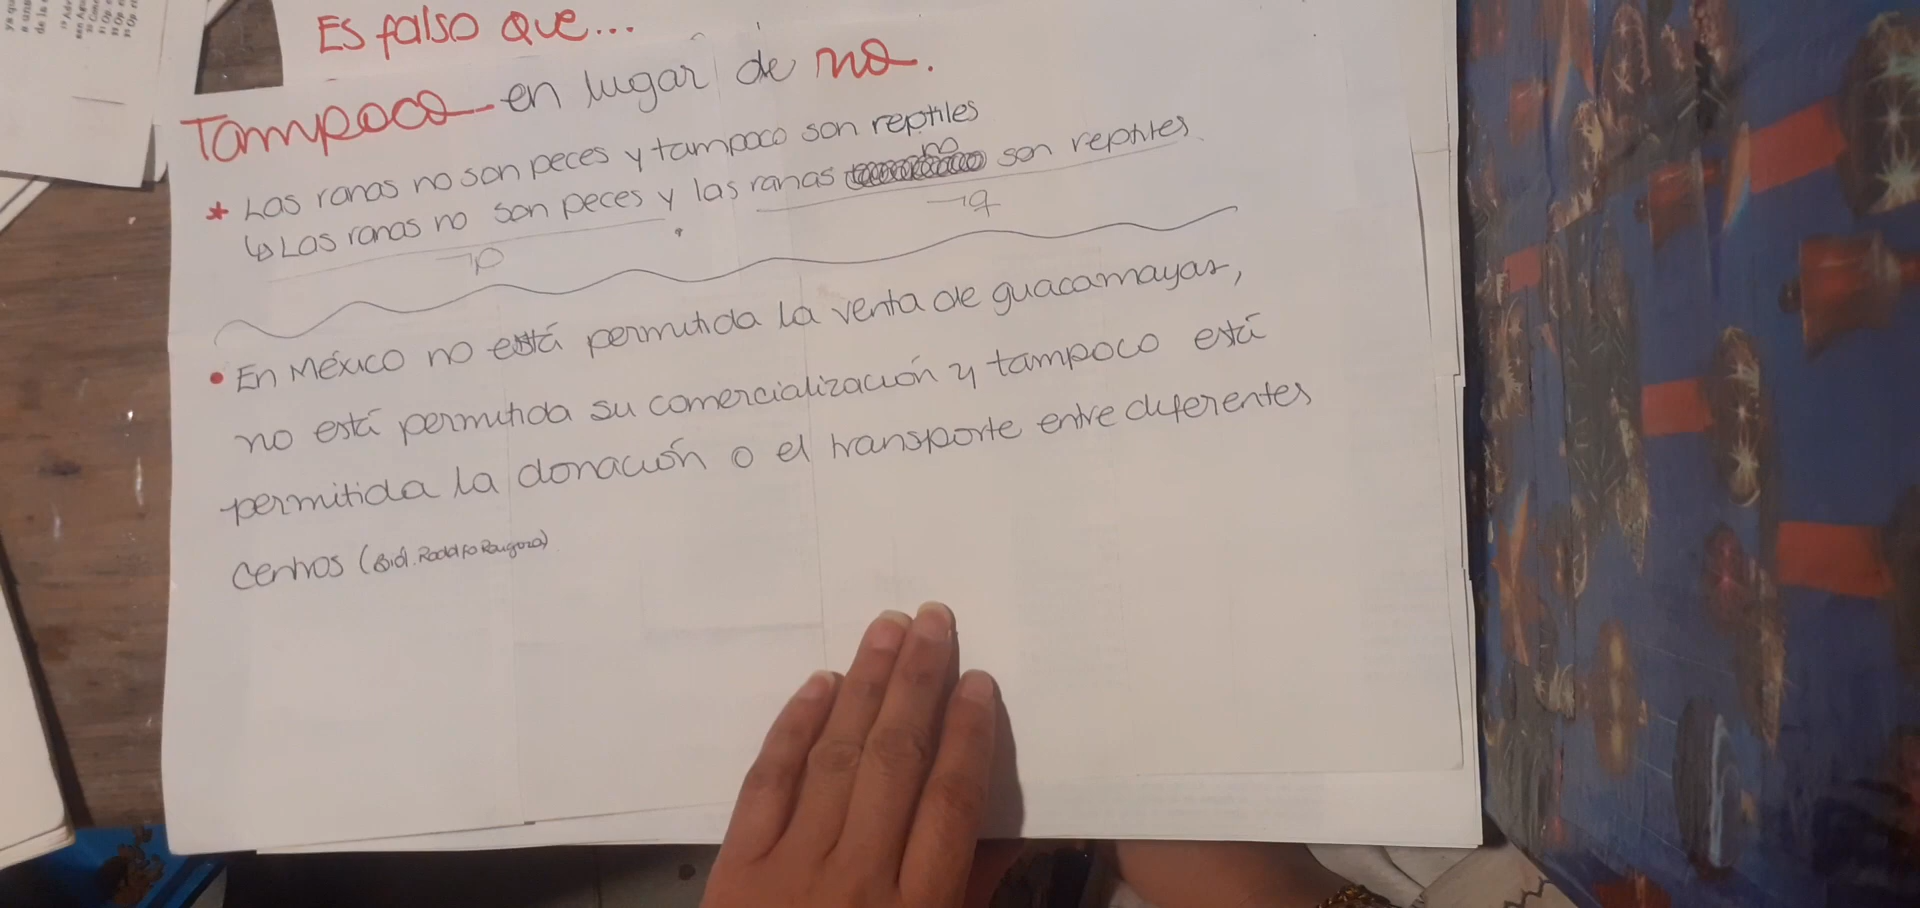 Es falso que...
Tampoco en lugar de no.
* Las ranas no son peces y tampoco son reptiles
↳ Las ranas no son peces y las ranas no son reptiles.
¬p ¬q
• En México no está permitida la venta de guacamayas,
no está permitida su comercialización y tampoco está
permitida la donación o el transporte entre diferentes
centros (Biol. Rodolfo Raigoza)